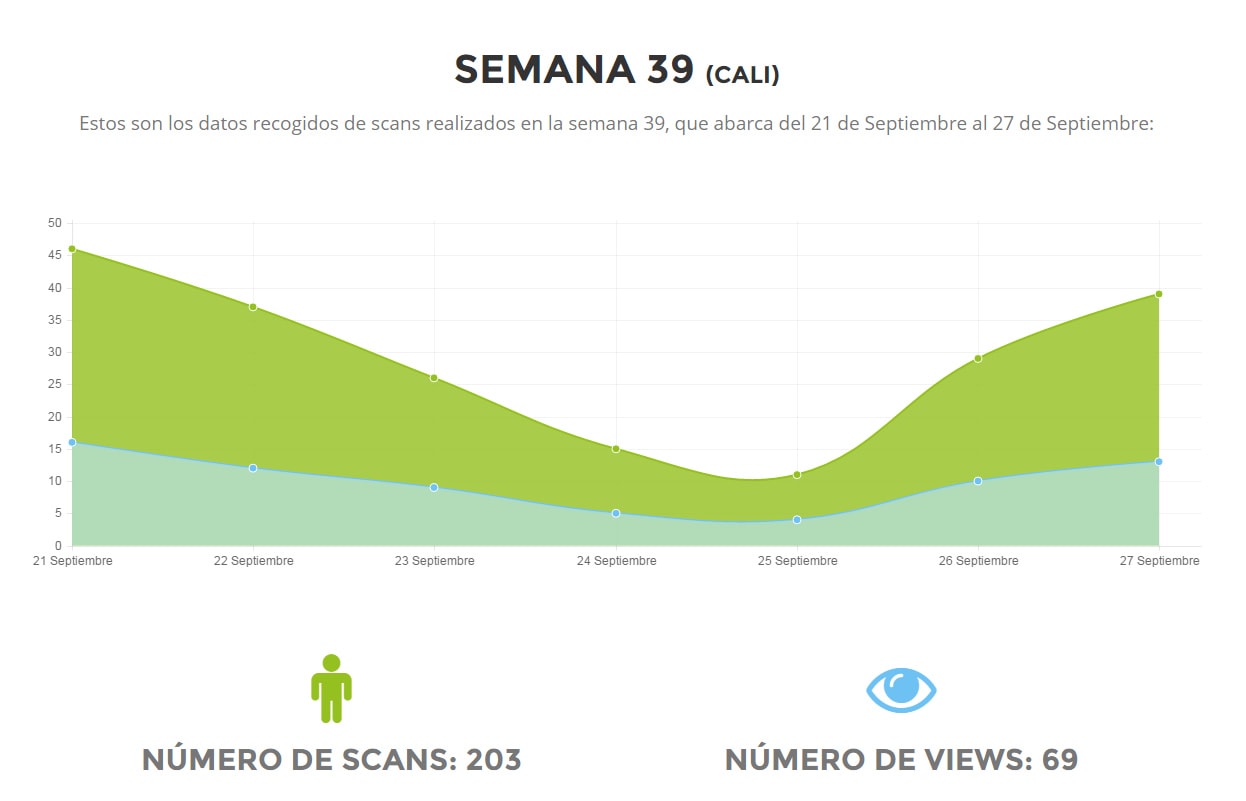 SEMANA 39 (CALI)
Estos son los datos recogidos de scans realizados en la semana 39, que abarca del 21 de Septiembre al 27 de Septiembre:
50
45
40
35
30
25
20
15
10
5
0
21 Septiembre 22 Septiembre 23 Septiembre 24 Septiembre 25 Septiembre 26 Septiembre 27 Septiembre
NÚMERO DE SCANS: 203 NÚMERO DE VIEWS: 69